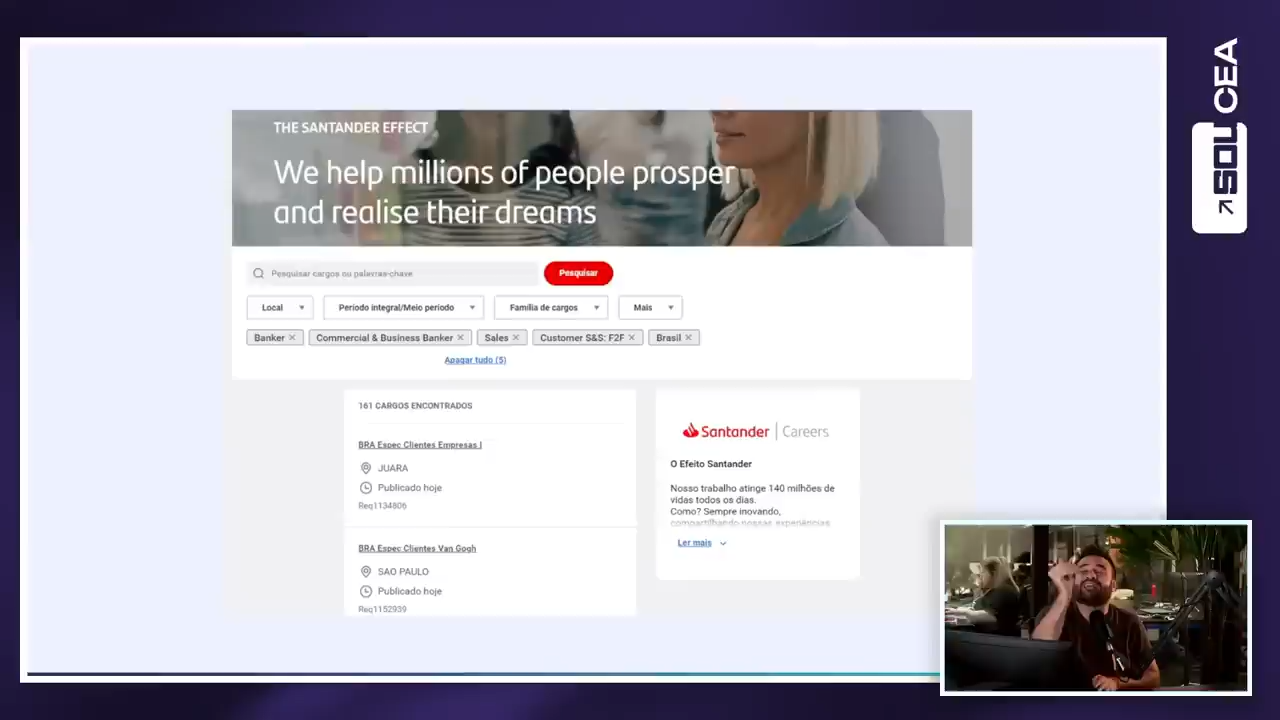 THE SANTANDER EFFECT
We help millions of people prosper
and realise their dreams
Pesquisar cargos ou palavras-chave
Pesquisar
Local
Período integral/Meio período
Família de cargos
Mais
Banker
Commercial & Business Banker
Sales
Customer S&S: F2F
Brasil
Apagar tudo (5)
161 CARGOS ENCONTRADOS
BRA Espec Clientes Empresas I
JUARA
Publicado hoje
Req1134806
BRA Espec Clientes Van Gogh
SAO PAULO
Publicado hoje
Req1152939
Santander | Careers
O Efeito Santander
Nosso trabalho atinge 140 milhões de
vidas todos os dias.
Como? Sempre inovando,
compartilhando nossas experiências
Ler mais
SOU CEA